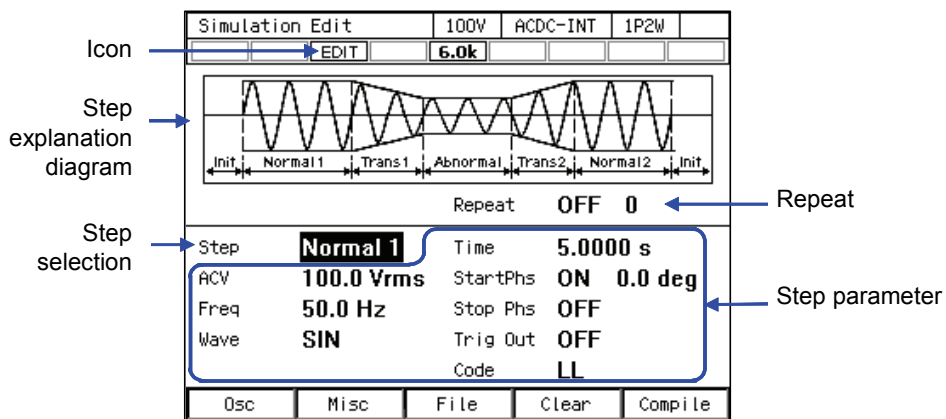 Simulation Edit 100V ACDC-INT 1P2W
Icon EDIT 6.0k
Step explanation diagram
Init Normal1 Trans1 Abnormal Trans2 Normal2 Init
Repeat OFF 0 Repeat
Step selection
Step Normal 1 Time 5.0000 s
ACV 100.0 Vrms StartPhs ON 0.0 deg
Step parameter
Freq 50.0 Hz Stop Phs OFF
Wave SIN Trig Out OFF
Code LL
Osc Misc File Clear Compile